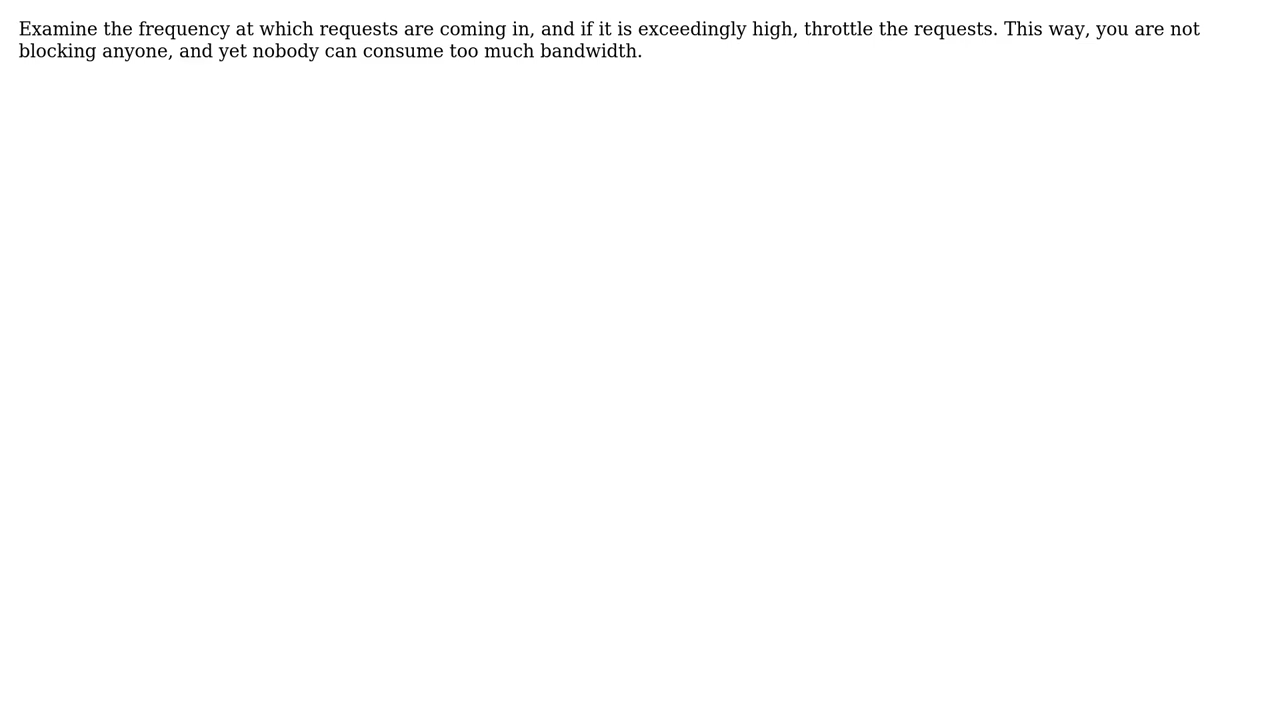 Examine the frequency at which requests are coming in, and if it is exceedingly high, throttle the requests. This way, you are not
blocking anyone, and yet nobody can consume too much bandwidth.